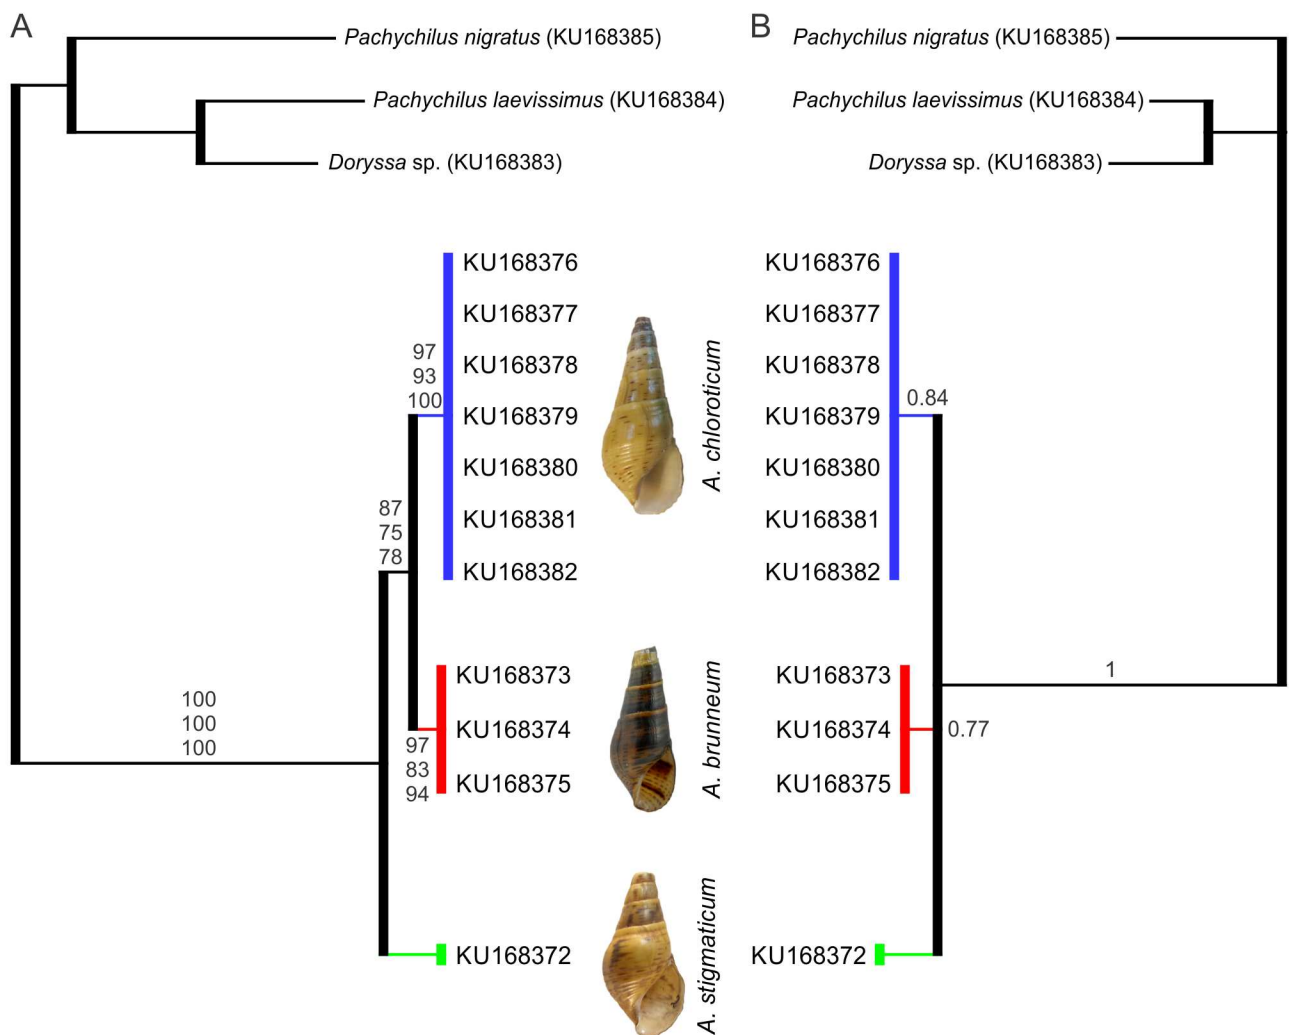 A
Pachychilus nigratus (KU168385)
Pachychilus laevissimus (KU168384)
Doryssa sp. (KU168383)
KU168376
KU168377
KU168378
KU168379
KU168380
KU168381
KU168382
97
93
100
87
75
78
KU168373
KU168374
KU168375
97
83
94
100
100
100
KU168372
A. chloroticum
A. brunneum
A. stigmaticum
B
Pachychilus nigratus (KU168385)
Pachychilus laevissimus (KU168384)
Doryssa sp. (KU168383)
KU168376
KU168377
KU168378
KU168379
KU168380
KU168381
KU168382
0.84
KU168373
KU168374
KU168375
0.77
1
KU168372